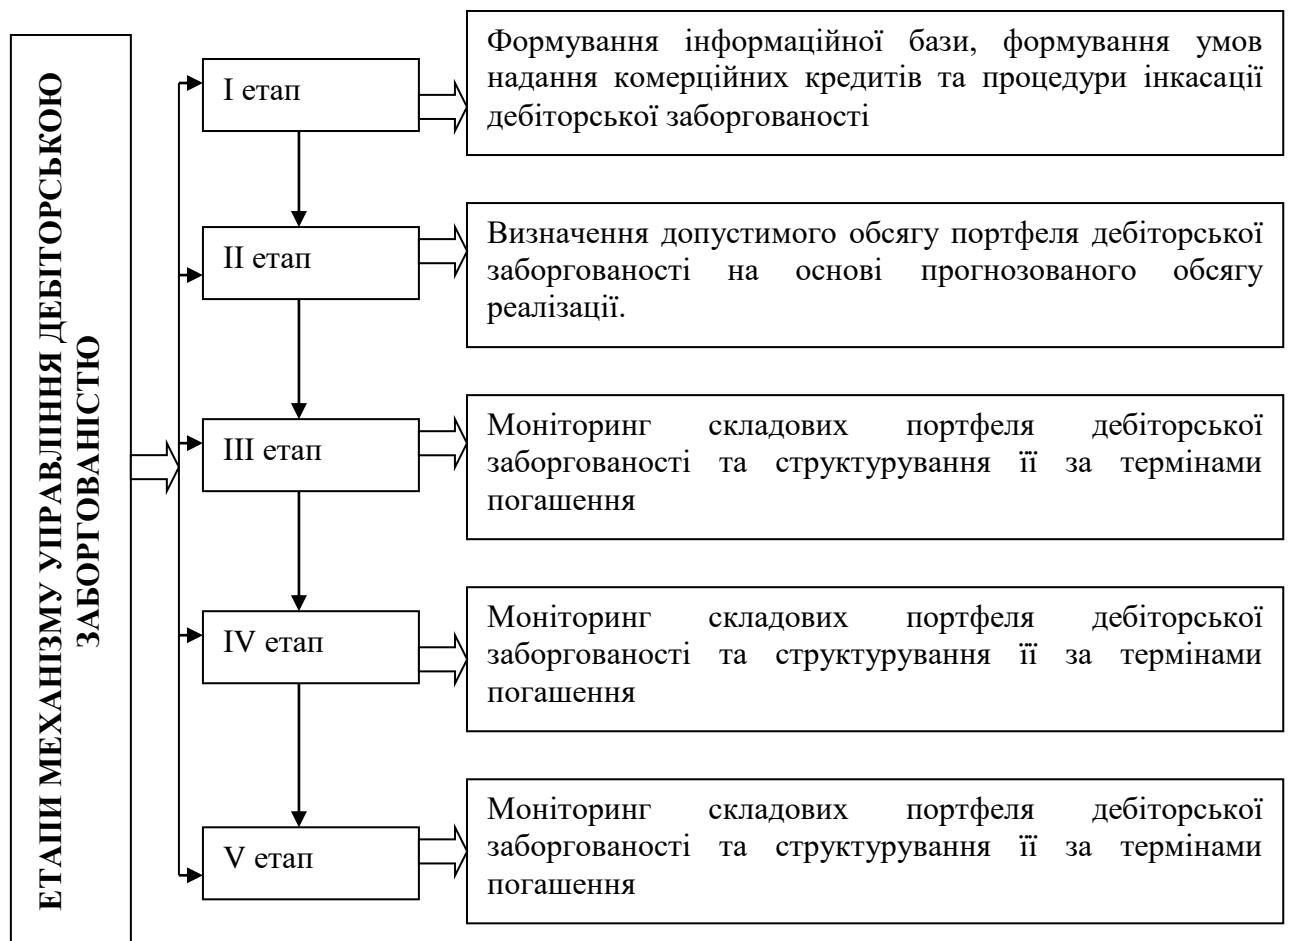 ЕТАПИ МЕХАНІЗМУ УПРАВЛІННЯ ДЕБІТОРСЬКОЮ
ЗАБОРГОВАНІСТЮ
І етап
Формування інформаційної бази, формування умов
надання комерційних кредитів та процедури інкасації
дебіторської заборгованості
ІІ етап
Визначення допустимого обсягу портфеля дебіторської
заборгованості на основі прогнозованого обсягу
реалізації.
ІІІ етап
Моніторинг складових портфеля дебіторської
заборгованості та структурування її за термінами
погашення
IV етап
Моніторинг складових портфеля дебіторської
заборгованості та структурування її за термінами
погашення
V етап
Моніторинг складових портфеля дебіторської
заборгованості та структурування її за термінами
погашення